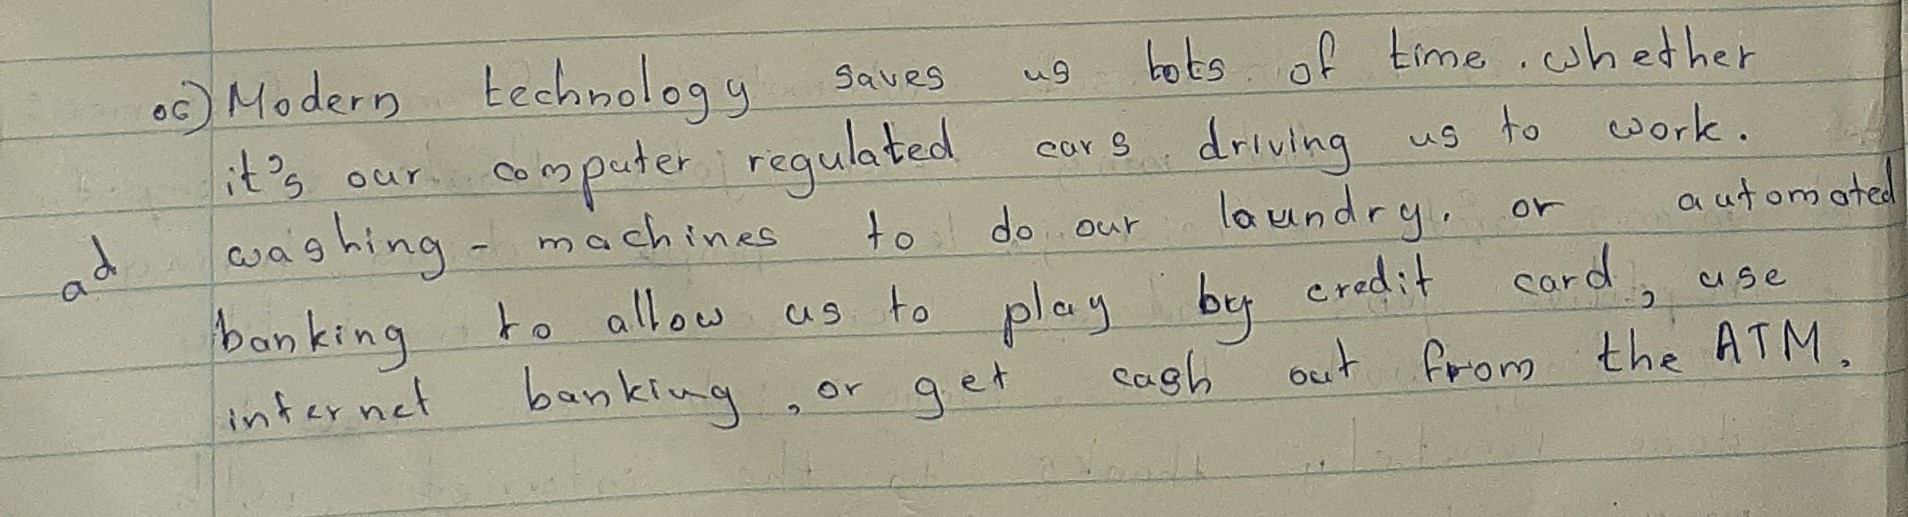 06) Modern technology saves us lots of time. whether
it's our computer regulated cars driving us to work.
washing - machines to do our laundry. or automated
ad
banking to allow us to play by credit card, use
internet banking, or get cash out from the ATM.